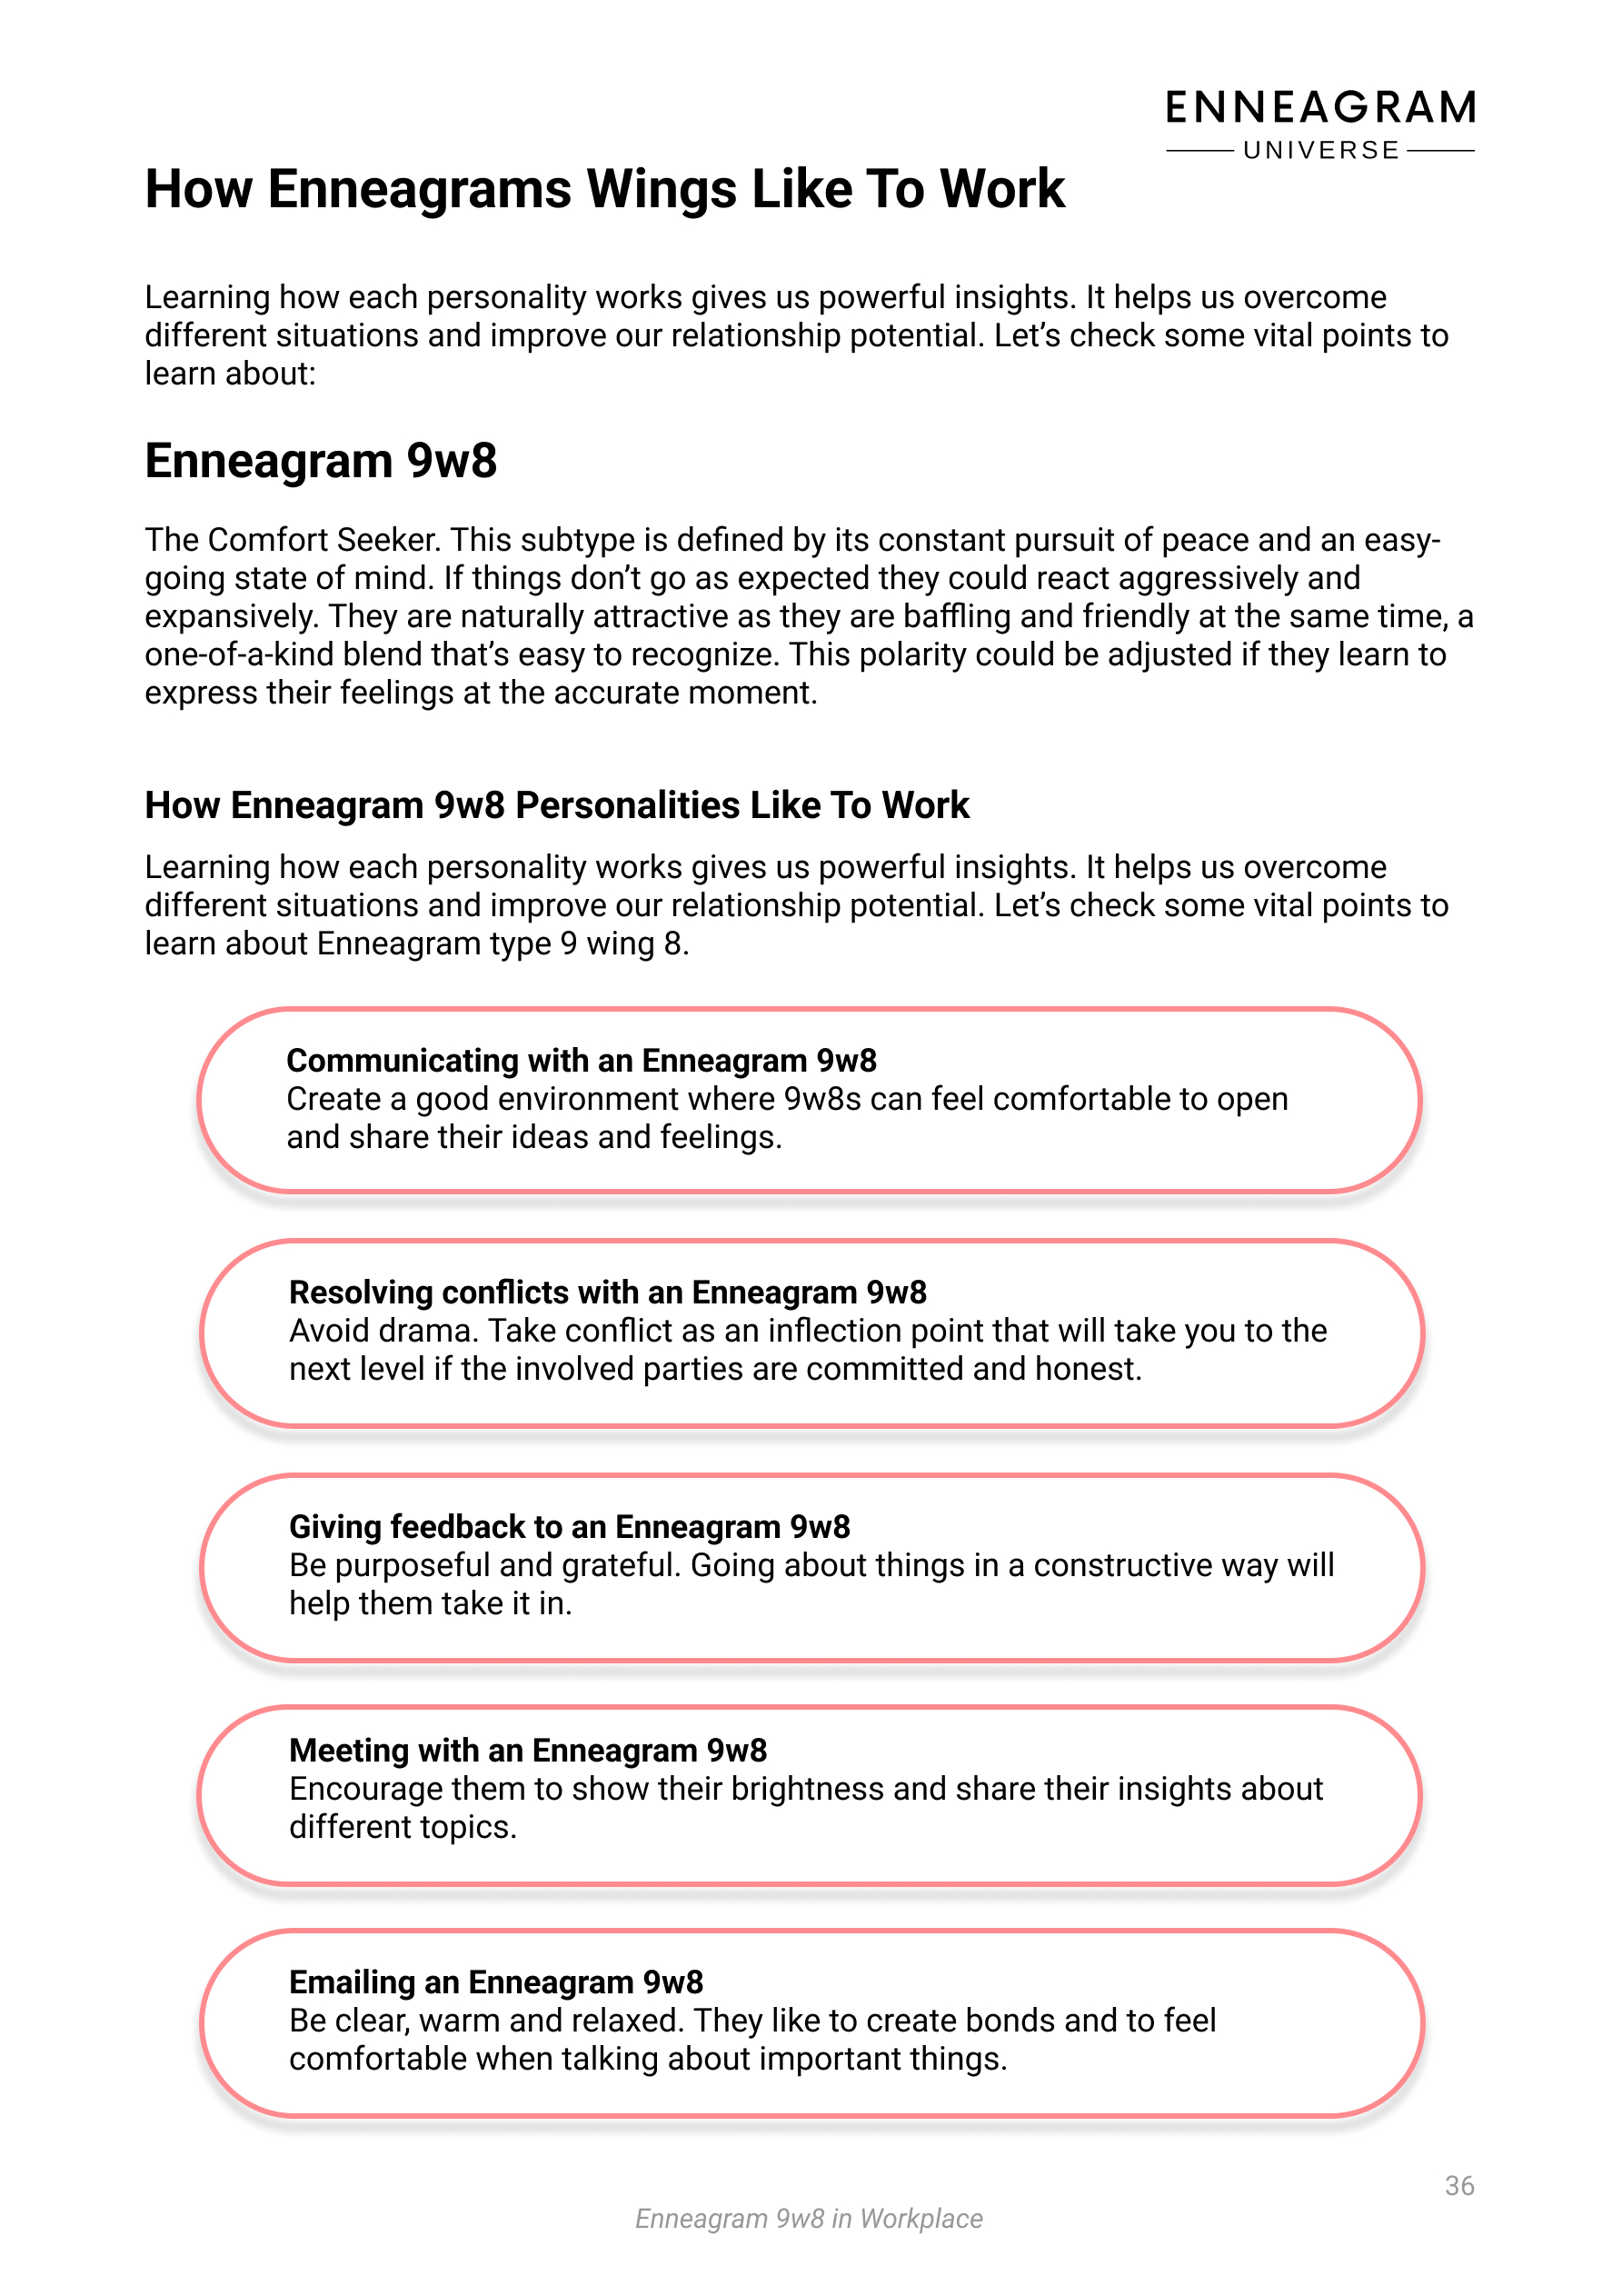 ENNEAGRAM
UNIVERSE
How Enneagrams Wings Like To Work
Learning how each personality works gives us powerful insights. It helps us overcome
different situations and improve our relationship potential. Let’s check some vital points to
learn about:
Enneagram 9w8
The Comfort Seeker. This subtype is defined by its constant pursuit of peace and an easy-
going state of mind. If things don’t go as expected they could react aggressively and
expansively. They are naturally attractive as they are baffling and friendly at the same time, a
one-of-a-kind blend that’s easy to recognize. This polarity could be adjusted if they learn to
express their feelings at the accurate moment.
How Enneagram 9w8 Personalities Like To Work
Learning how each personality works gives us powerful insights. It helps us overcome
different situations and improve our relationship potential. Let’s check some vital points to
learn about Enneagram type 9 wing 8.
Communicating with an Enneagram 9w8
Create a good environment where 9w8s can feel comfortable to open
and share their ideas and feelings.
Resolving conflicts with an Enneagram 9w8
Avoid drama. Take conflict as an inflection point that will take you to the
next level if the involved parties are committed and honest.
Giving feedback to an Enneagram 9w8
Be purposeful and grateful. Going about things in a constructive way will
help them take it in.
Meeting with an Enneagram 9w8
Encourage them to show their brightness and share their insights about
different topics.
Emailing an Enneagram 9w8
Be clear, warm and relaxed. They like to create bonds and to feel
comfortable when talking about important things.
36
Enneagram 9w8 in Workplace